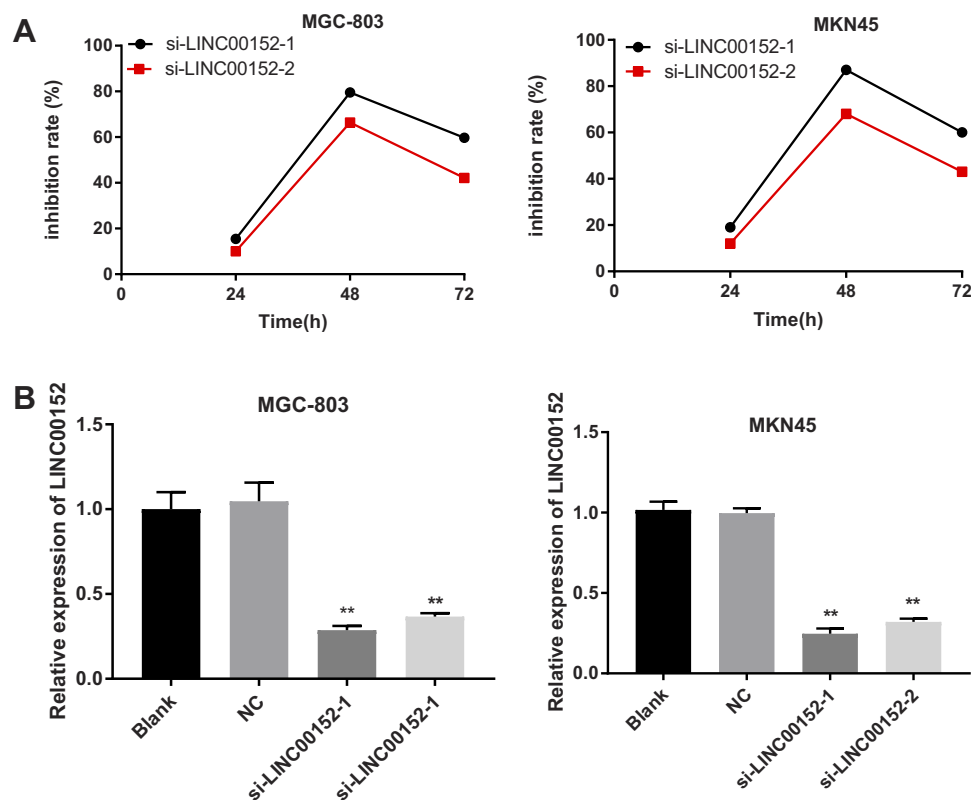 A
MGC-803
si-LINC00152-1
si-LINC00152-2
inhibition rate (%)
100
80
60
40
20
0
0 24 48 72
Time(h)
MKN45
si-LINC00152-1
si-LINC00152-2
inhibition rate (%)
100
80
60
40
20
0
0 24 48 72
Time(h)
B
MGC-803
Relative expression of LINC00152
1.5
1.0
0.5
0.0
** **
Blank
NC
si-LINC00152-1
si-LINC00152-1
MKN45
Relative expression of LINC00152
1.5
1.0
0.5
0.0
** **
Blank
NC
si-LINC00152-1
si-LINC00152-2